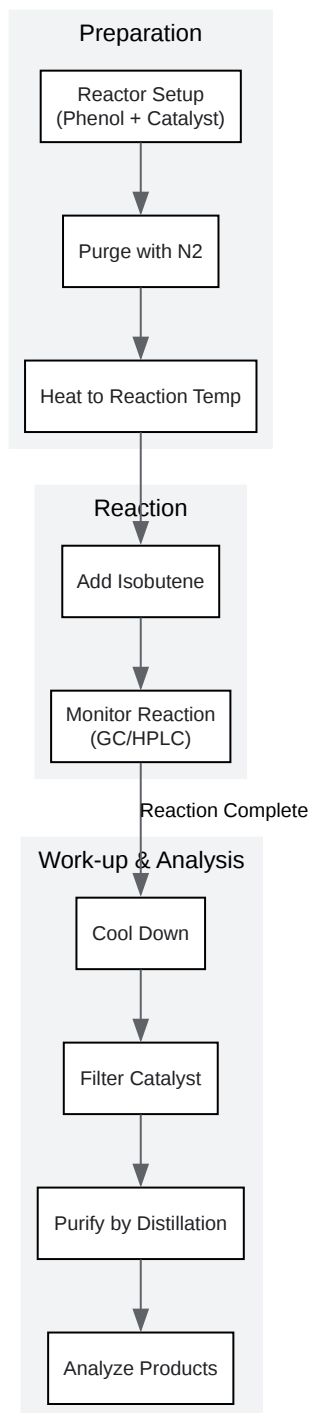 Preparation
Reactor Setup
(Phenol + Catalyst)
Purge with N2
Heat to Reaction Temp
Reaction
Add Isobutene
Monitor Reaction
(GC/HPLC)
Reaction Complete
Work-up & Analysis
Cool Down
Filter Catalyst
Purify by Distillation
Analyze Products